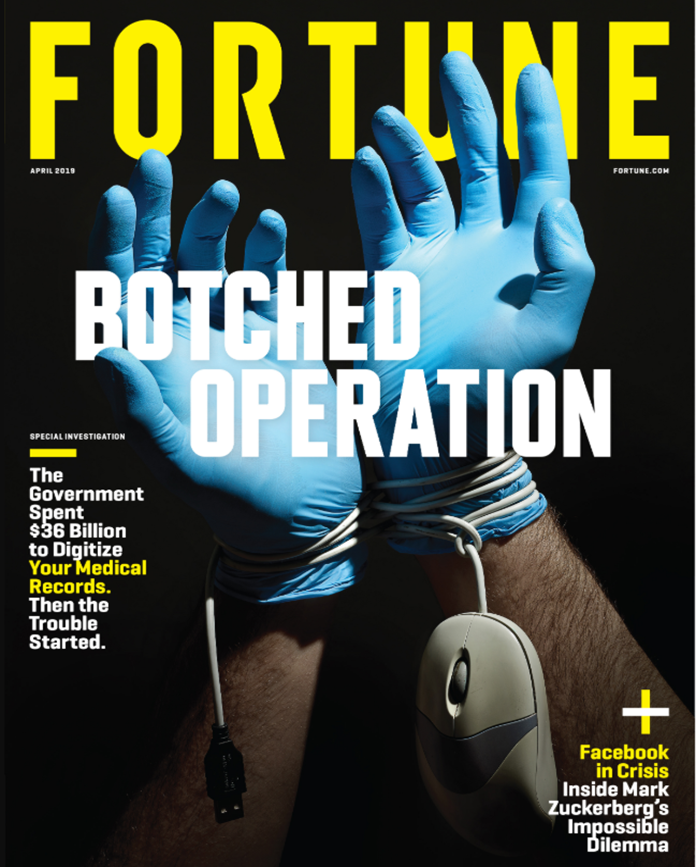 FORTUNE
APRIL 2019
FORTUNE.COM
BOTCHED
OPERATION
SPECIAL INVESTIGATION
The
Government
Spent
$36 Billion
to Digitize
Your Medical
Records.
Then the
Trouble
Started.
Facebook
in Crisis
Inside Mark
Zuckerberg's
Impossible
Dilemma